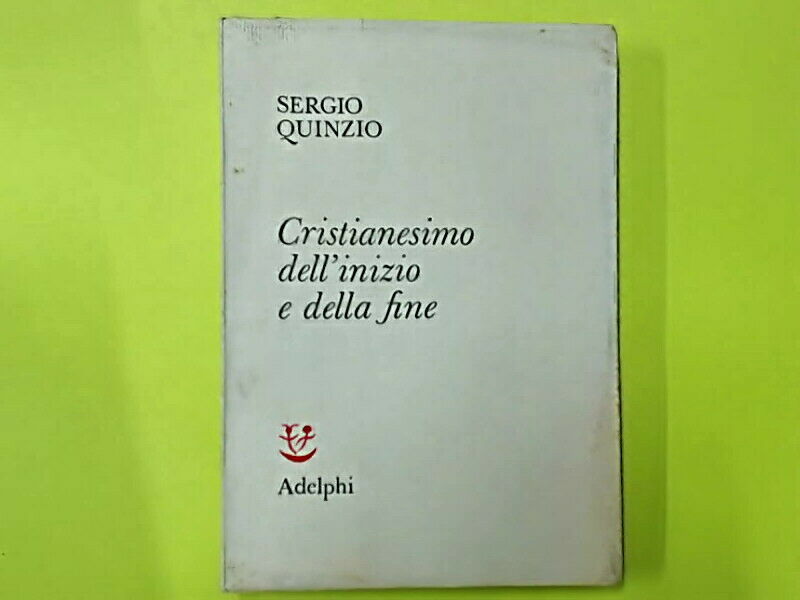 SERGIO
QUINZIO
Cristianesimo
dell'inizio
e della fine
Adelphi